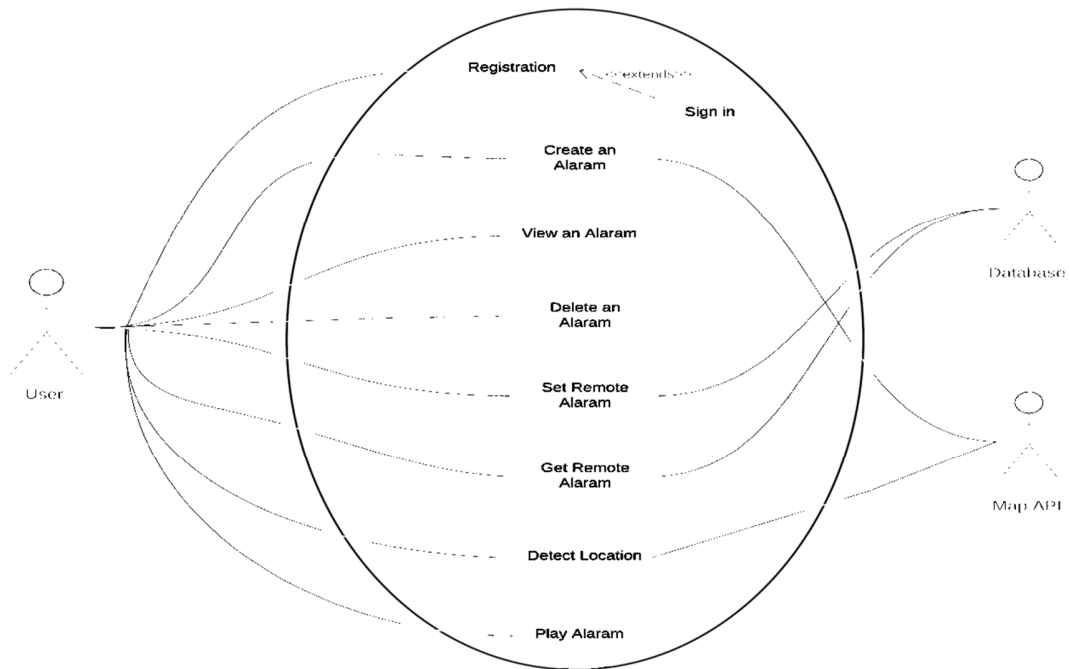 Registration
<<extends>>
Sign in
Create an
Alaram
View an Alaram
Delete an
Alaram
Set Remote
Alaram
Get Remote
Alaram
Detect Location
Play Alaram
User
Database
Map API